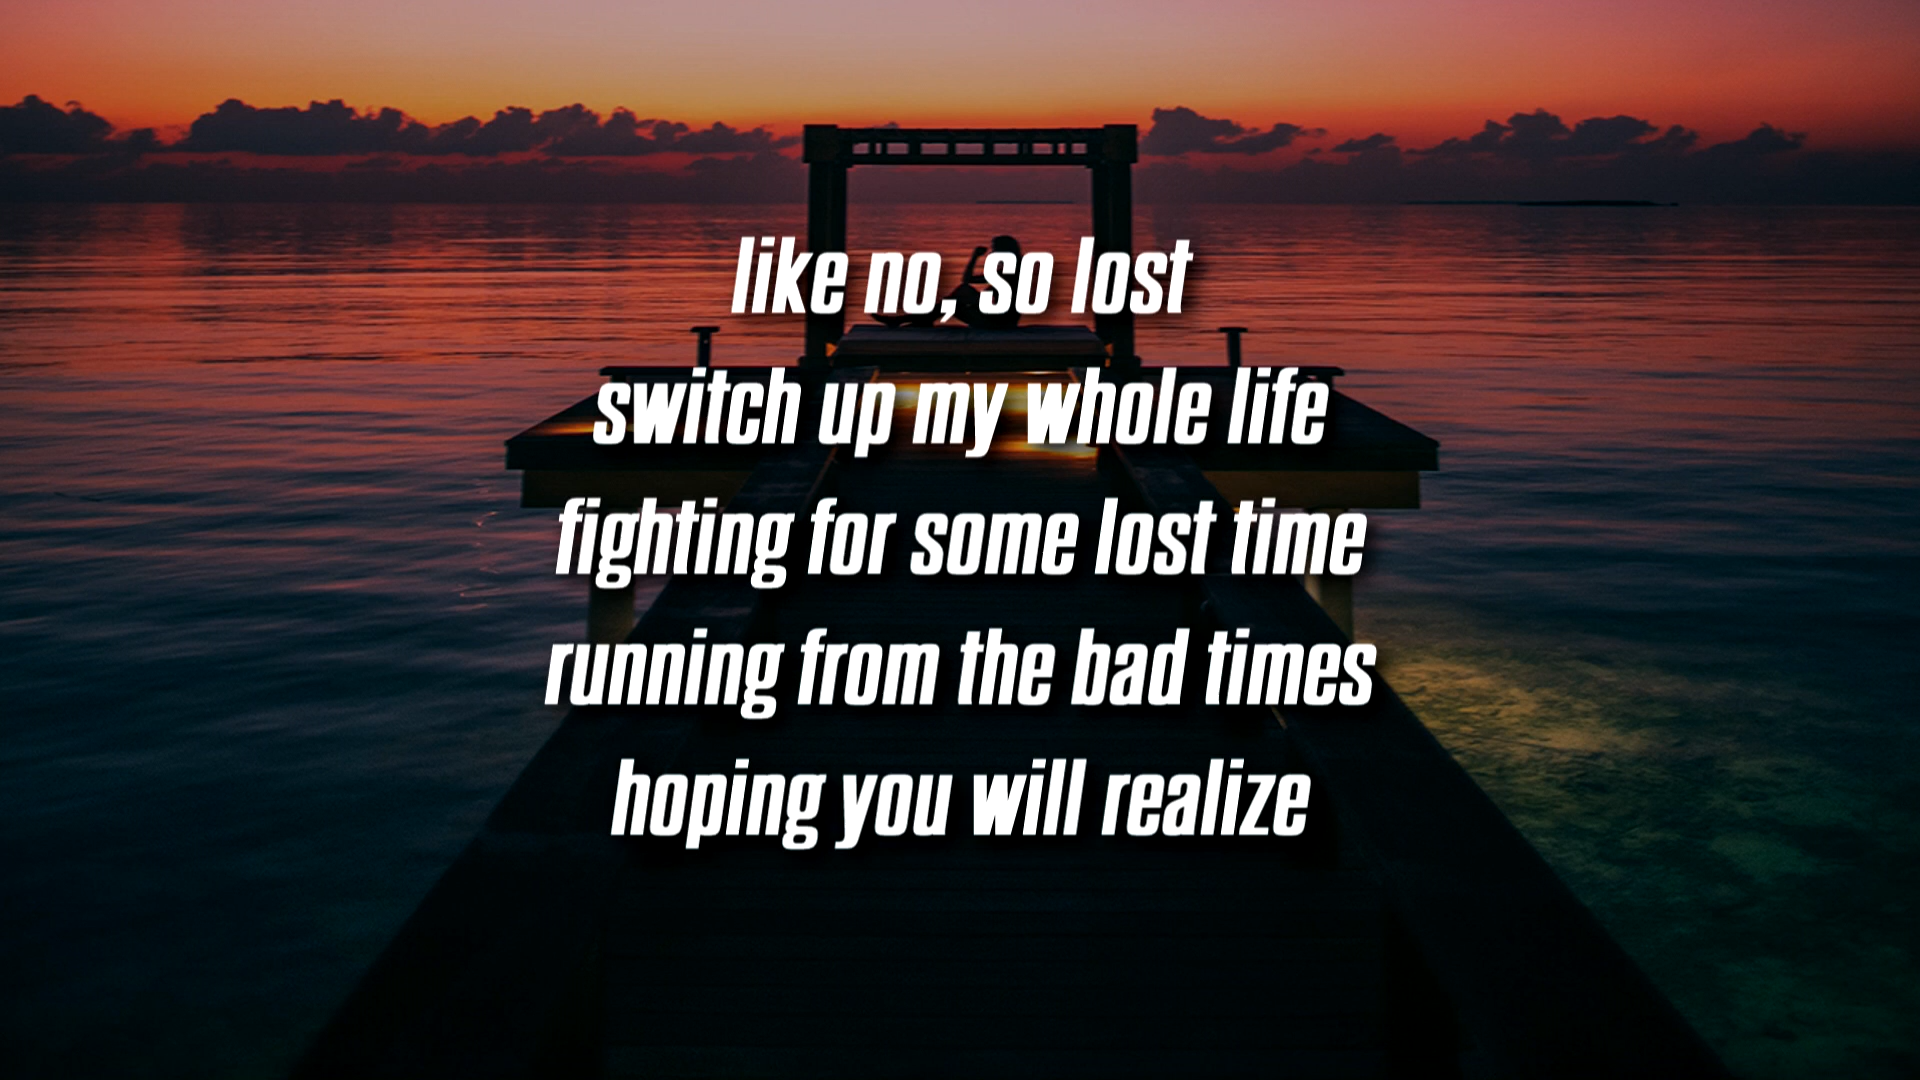 like no, so lost
switch up my whole life
fighting for some lost time
running from the bad times
hoping you will realize